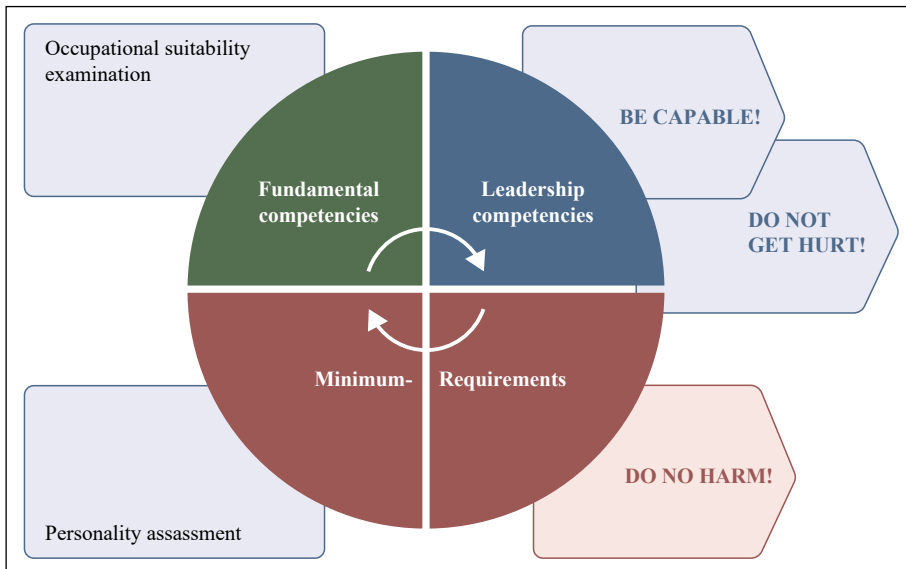 Occupational suitability
examination
BE CAPABLE!
Fundamental
competencies
Leadership
competencies
DO NOT
GET HURT!
Minimum-
Requirements
DO NO HARM!
Personality assassment